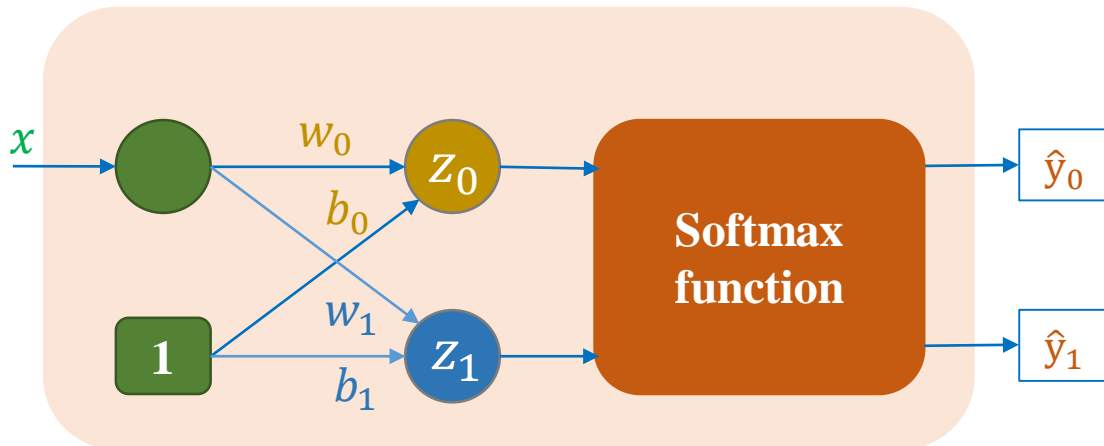 x
w₀
z₀
ŷ₀
b₀
Softmax
function
w₁
1
z₁
ŷ₁
b₁